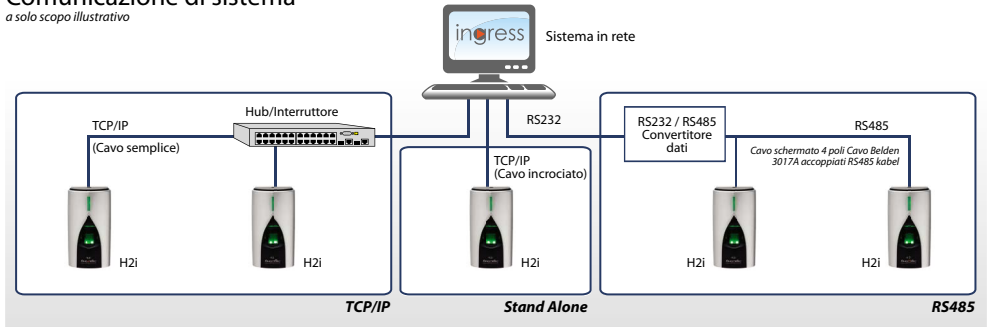 Comunicazione di sistema
a solo scopo illustrativo
ingress
Sistema in rete
Hub/Interruttore
TCP/IP
(Cavo semplice)
RS232
RS232 / RS485
Convertitore
dati
RS485
Cavo schermato 4 poli Cavo Belden
3017A accoppiati RS485 kabel
TCP/IP
(Cavo incrociato)
H2i
H2i
H2i
H2i
H2i
TCP/IP
Stand Alone
RS485